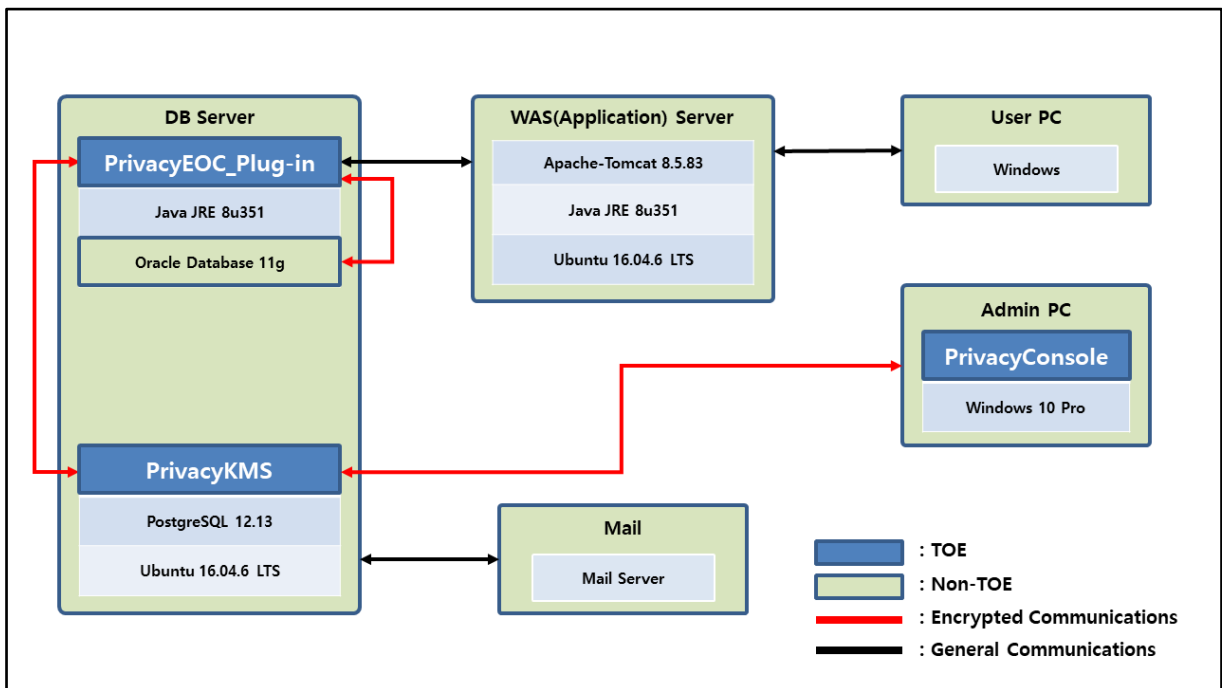 DB Server
PrivacyEOC_Plug-in
Java JRE 8u351
Oracle Database 11g
PrivacyKMS
PostgreSQL 12.13
Ubuntu 16.04.6 LTS
WAS(Application) Server
Apache-Tomcat 8.5.83
Java JRE 8u351
Ubuntu 16.04.6 LTS
User PC
Windows
Admin PC
PrivacyConsole
Windows 10 Pro
Mail
Mail Server
: TOE
: Non-TOE
: Encrypted Communications
: General Communications